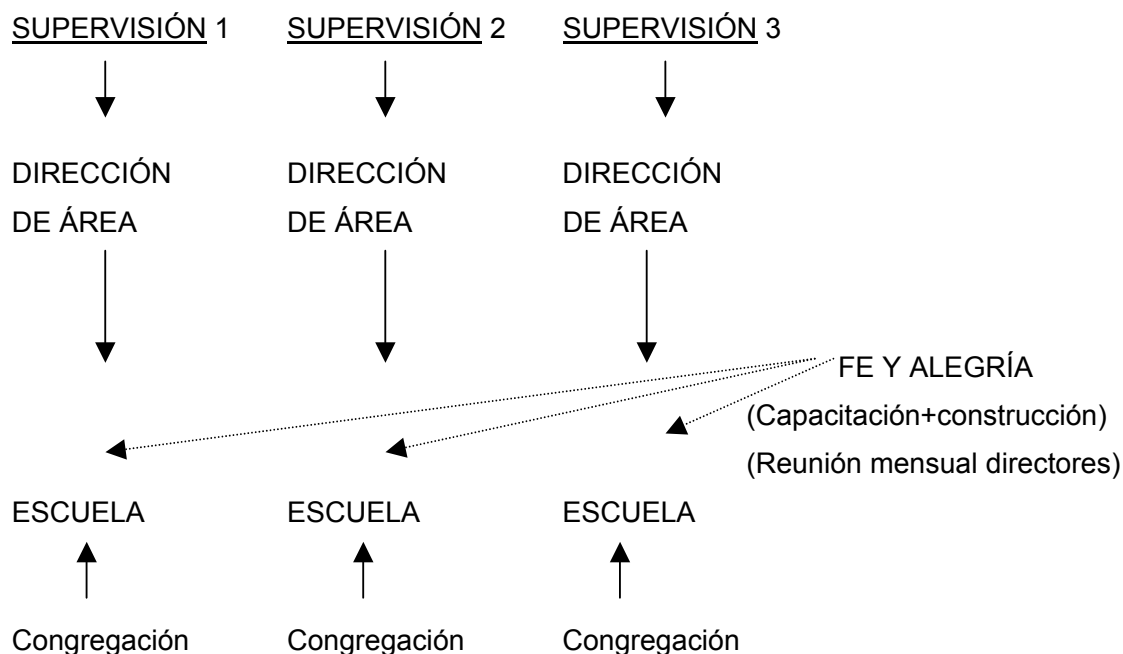 SUPERVISIÓN 1 SUPERVISIÓN 2 SUPERVISIÓN 3
DIRECCIÓN DIRECCIÓN DIRECCIÓN
DE ÁREA DE ÁREA DE ÁREA
FE Y ALEGRÍA
(Capacitación+construcción)
(Reunión mensual directores)
ESCUELA ESCUELA ESCUELA
Congregación Congregación Congregación